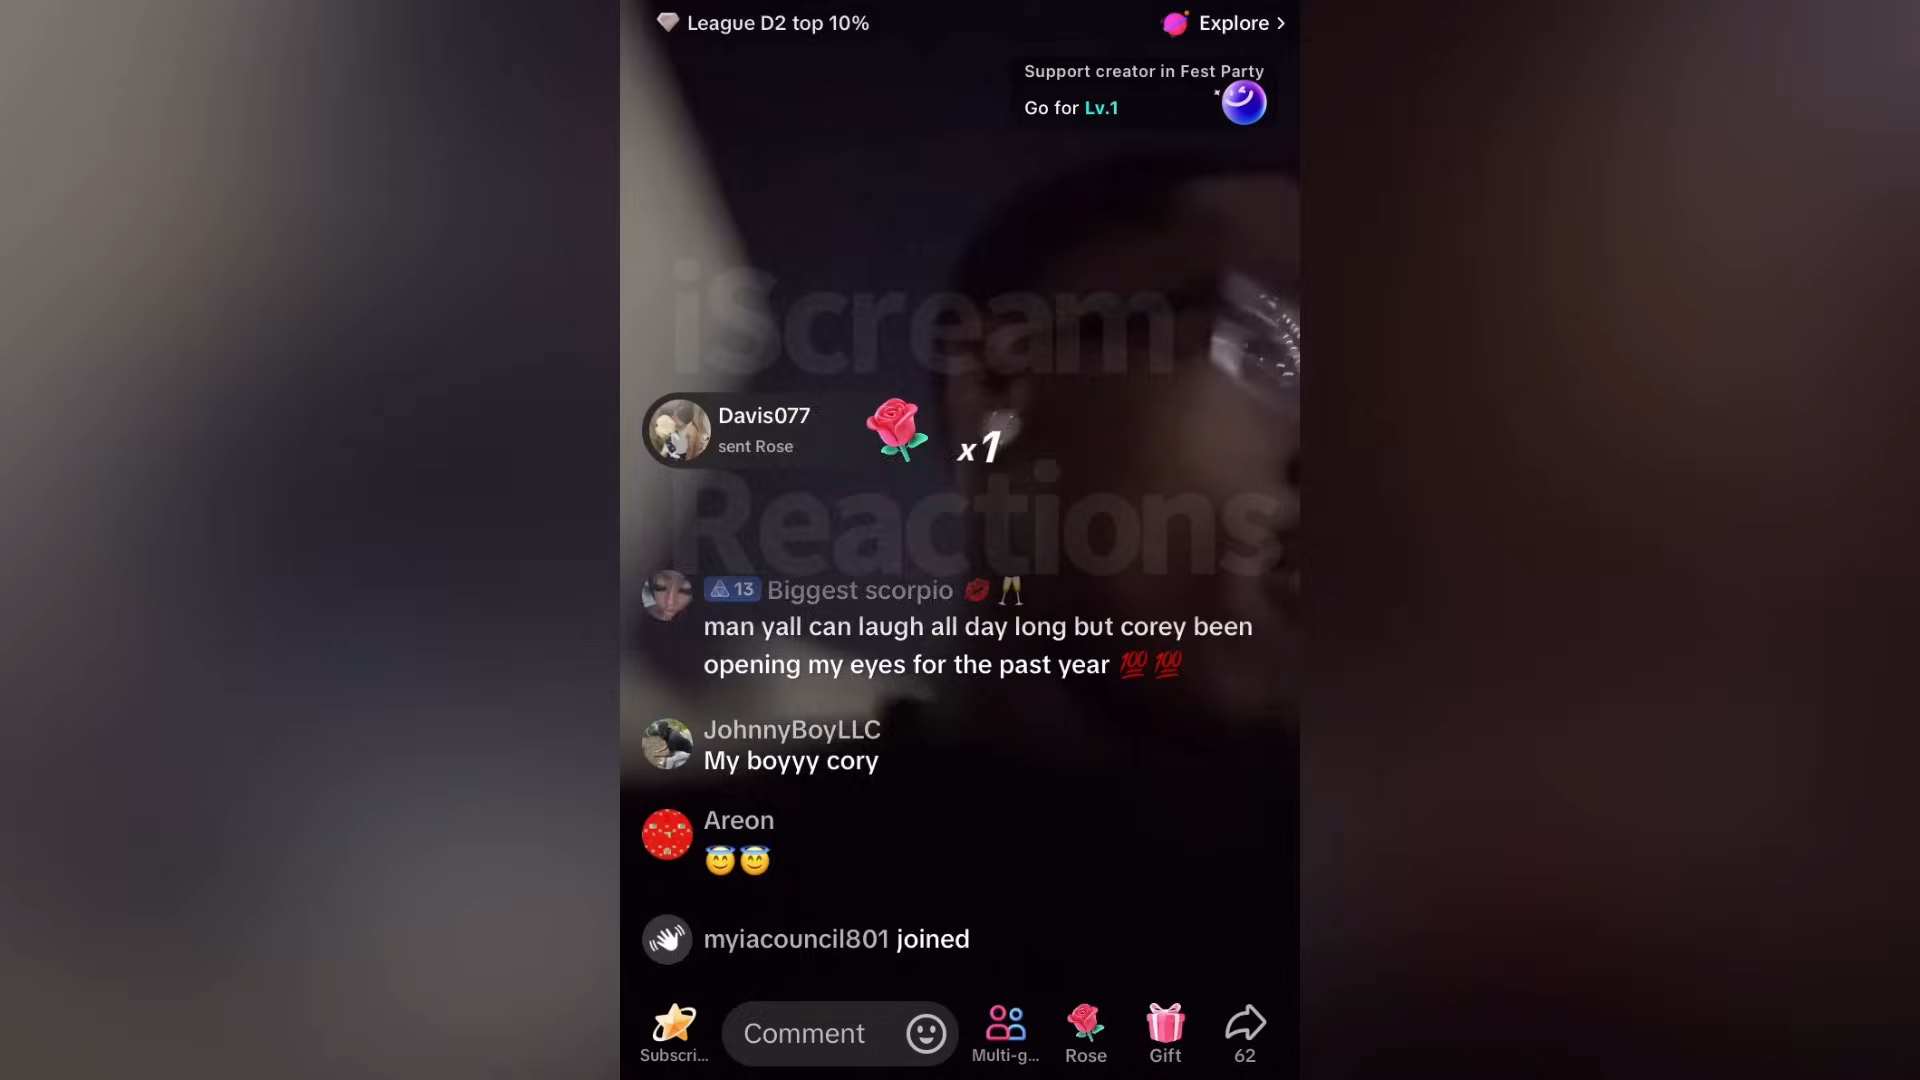 League D2 top 10%
Explore >
Support creator in Fest Party
Go for Lv.1
iScream
Davis077
sent Rose
x1
Reactions
13 Biggest scorpio 💋🥂
man yall can laugh all day long but corey been
opening my eyes for the past year 💯💯
JohnnyBoyLLC
My boyyy cory
Areon
😇😇
myiacouncil801 joined
Comment
Subscri...
Multi-g...
Rose
Gift
62